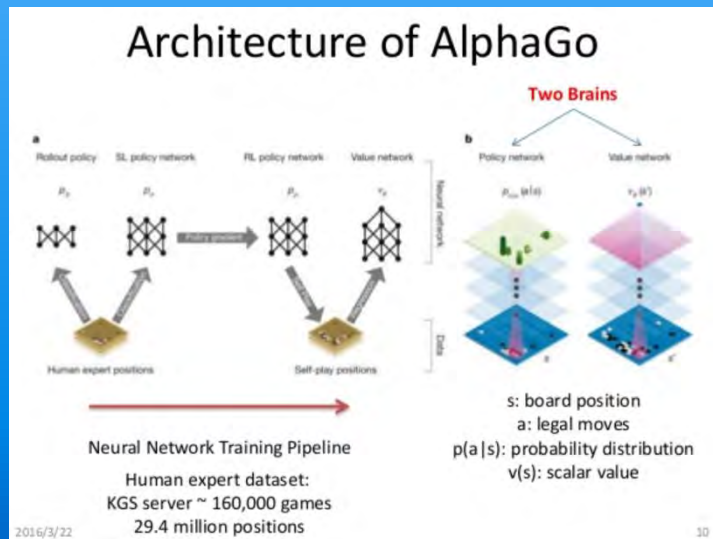 Architecture of AlphaGo
Two Brains
a
Rollout policy SL policy network RL policy network Value network
Policy gradient
Neural network
Data
Human expert positions Self-play positions
b
Policy network Value network
s s'
Neural Network Training Pipeline
Human expert dataset:
KGS server ~ 160,000 games
29.4 million positions
s: board position
a: legal moves
p(a|s): probability distribution
v(s): scalar value
2016/3/22
10